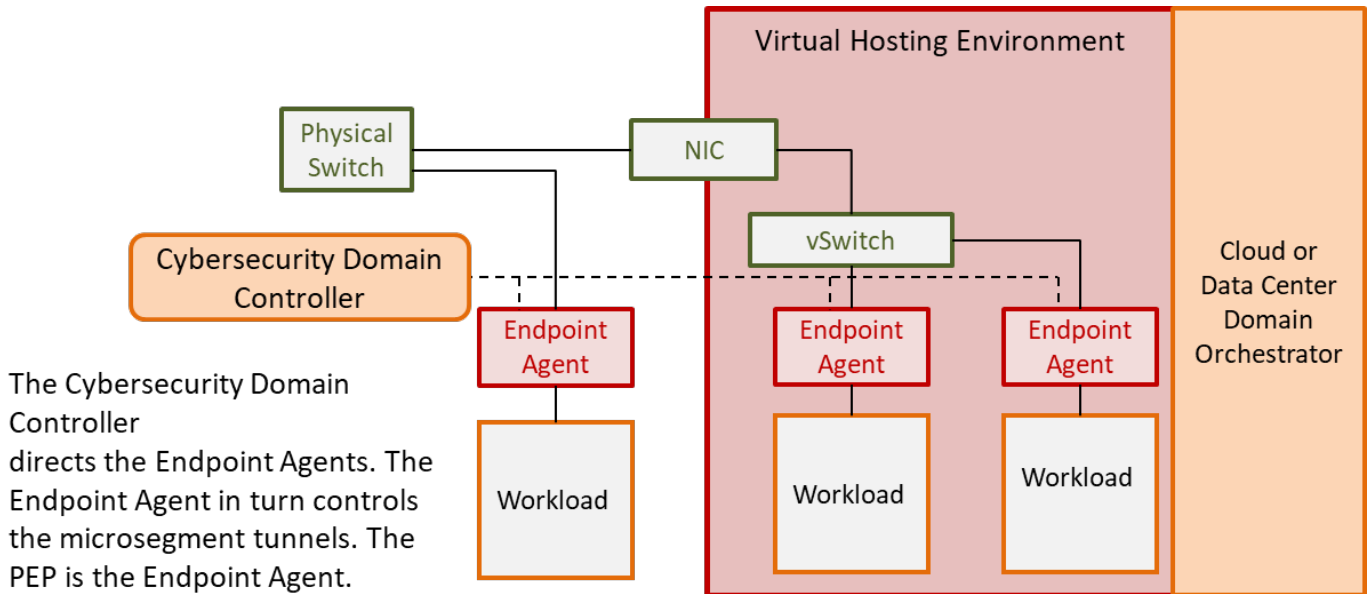 Virtual Hosting Environment
Physical
Switch
NIC
vSwitch
Cybersecurity Domain
Controller
Cloud or
Data Center
Domain
Orchestrator
Endpoint
Agent
Endpoint
Agent
Endpoint
Agent
The Cybersecurity Domain
Controller
directs the Endpoint Agents. The
Endpoint Agent in turn controls
the microsegment tunnels. The
PEP is the Endpoint Agent.
Workload
Workload
Workload